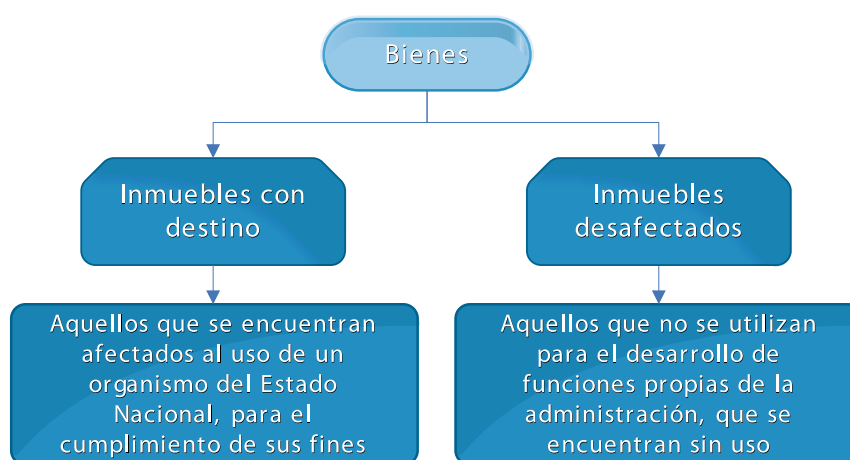 Bienes
Inmuebles con
destino
Inmuebles
desafectados
Aquellos que se encuentran
afectados al uso de un
organismo del Estado
Nacional, para el
cumplimiento de sus fines
Aquellos que no se utilizan
para el desarrollo de
funciones propias de la
administración, que se
encuentran sin uso